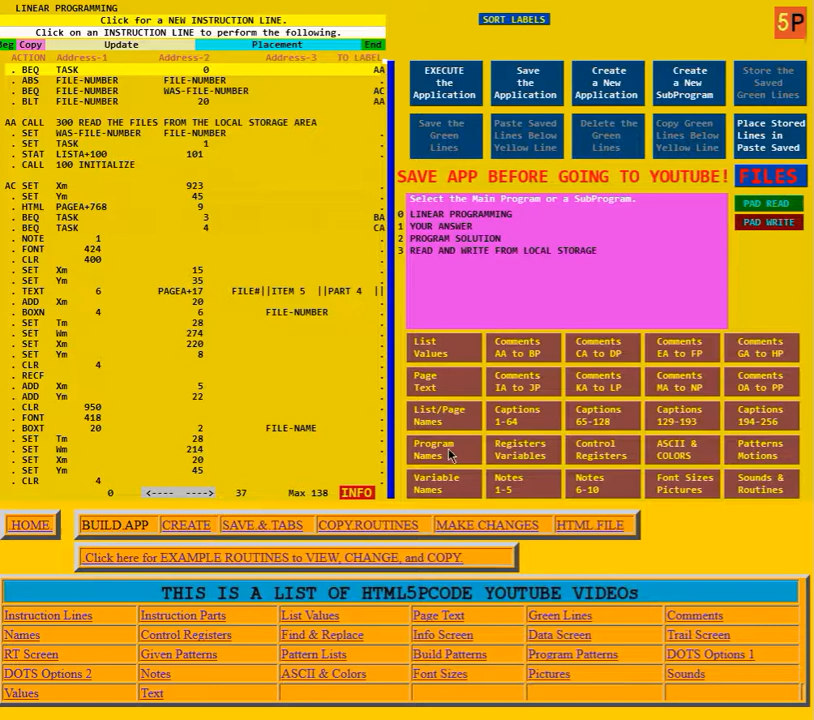 LINEAR PROGRAMMING
Click for a NEW INSTRUCTION LINE.
Click on an INSTRUCTION LINE to perform the following.
Beg Copy Update Placement End
ACTION Address-1 Address-2 Address-3 TO LABEL
. BEQ TASK 0 AA
. ABS FILE-NUMBER FILE-NUMBER .
. BEQ FILE-NUMBER WAS-FILE-NUMBER AC
. BLT FILE-NUMBER 20 AA
AA CALL 300 READ THE FILES FROM THE LOCAL STORAGE AREA
. SET WAS-FILE-NUMBER FILE-NUMBER .
. SET TASK 1 .
. STAT LISTA+100 101 .
. CALL 100 INITIALIZE .
AC SET Xm 923 .
. SET Ym 45 .
. HTML PAGEA+768 9 .
. BEQ TASK 3 BA
. BEQ TASK 4 CA
. NOTE 1 .
. FONT 424 .
. CLR 400 .
. SET Xm 15 .
. SET Ym 35 .
. TEXT 6 PAGEA+17 FILE#||ITEM 5 ||PART 4 ||
. ADD Xm 20 .
. BOXN 4 6 FILE-NUMBER .
. SET Tm 28 .
. SET Wm 274 .
. SET Xm 220 .
. SET Ym 8 .
. CLR 4 .
. RECF .
. ADD Xm 5 .
. ADD Ym 22 .
. CLR 950 .
. FONT 418 .
. BOXT 20 2 FILE-NAME .
. SET Tm 28 .
. SET Wm 214 .
. SET Xm 20 .
. SET Ym 45 .
. CLR 4 .
0 <---- ----> 37 Max 138 INFO
SORT LABELS
5P
EXECUTE the Application
Save the Application
Create a New Application
Create a New SubProgram
Store the Saved Green Lines
Save the Green Lines
Paste Saved Lines Below Yellow Line
Delete the Green Lines
Copy Green Lines Below Yellow Line
Place Stored Lines in Paste Saved
SAVE APP BEFORE GOING TO YOUTUBE! FILES
Select the Main Program or a SubProgram.
0 LINEAR PROGRAMMING
1 YOUR ANSWER
2 PROGRAM SOLUTION
3 READ AND WRITE FROM LOCAL STORAGE
PAD READ
PAD WRITE
List Values
Comments AA to BP
Comments CA to DP
Comments EA to FP
Comments GA to HP
Page Text
Comments IA to JP
Comments KA to LP
Comments MA to NP
Comments OA to PP
List/Page Names
Captions 1-64
Captions 65-128
Captions 129-193
Captions 194-256
Program Names
Registers Variables
Control Registers
ASCII & COLORS
Patterns Motions
Variable Names
Notes 1-5
Notes 6-10
Font Sizes Pictures
Sounds & Routines
.HOME. BUILD.APP CREATE SAVE & TABS COPY.ROUTINES MAKE CHANGES HTML.FILE
.Click here for EXAMPLE ROUTINES to VIEW, CHANGE, and COPY.
THIS IS A LIST OF HTML5PCODE YOUTUBE VIDEOs
Instruction Lines Instruction Parts List Values Page Text Green Lines Comments
Names Control Registers Find & Replace Info Screen Data Screen Trail Screen
RT Screen Given Patterns Pattern Lists Build Patterns Program Patterns DOTS Options 1
DOTS Options 2 Notes ASCII & Colors Font Sizes Pictures Sounds
Values Text